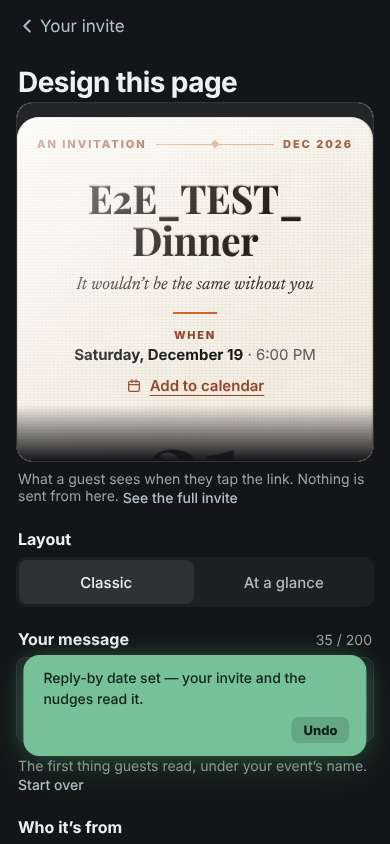 Your invite
Design this page
AN INVITATION
DEC 2026
E2E_TEST_
Dinner
It wouldn’t be the same without you
WHEN
Saturday, December 19 · 6:00 PM
Add to calendar
What a guest sees when they tap the link. Nothing is
sent from here. See the full invite
Layout
Classic
At a glance
Your message
35 / 200
Reply-by date set — your invite and the
nudges read it.
Undo
The first thing guests read, under your event’s name.
Start over
Who it’s from